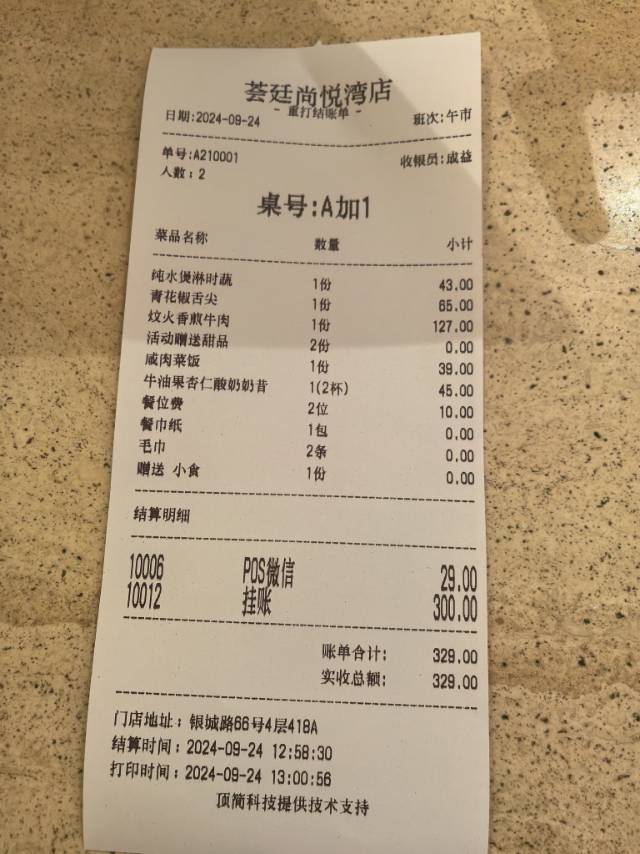 荟廷尚悦湾店
- 重打结账单 -
日期:2024-09-24 班次:午市
单号:A210001 收银员:成益
人数:2
桌号:A加1
菜品名称 数量 小计
纯水煲淋时蔬 1份 43.00
青花椒舌尖 1份 65.00
炆火香煎牛肉 1份 127.00
活动赠送甜品 2份 0.00
咸肉菜饭 1份 39.00
牛油果杏仁酸奶奶昔 1(2杯) 45.00
餐位费 2位 10.00
餐巾纸 1包 0.00
毛巾 2条 0.00
赠送 小食 1份 0.00
结算明细
10006 POS微信 29.00
10012 挂账 300.00
账单合计: 329.00
实收总额: 329.00
门店地址: 银城路66号4层418A
结算时间: 2024-09-24 12:58:30
打印时间: 2024-09-24 13:00:56
顶简科技提供技术支持